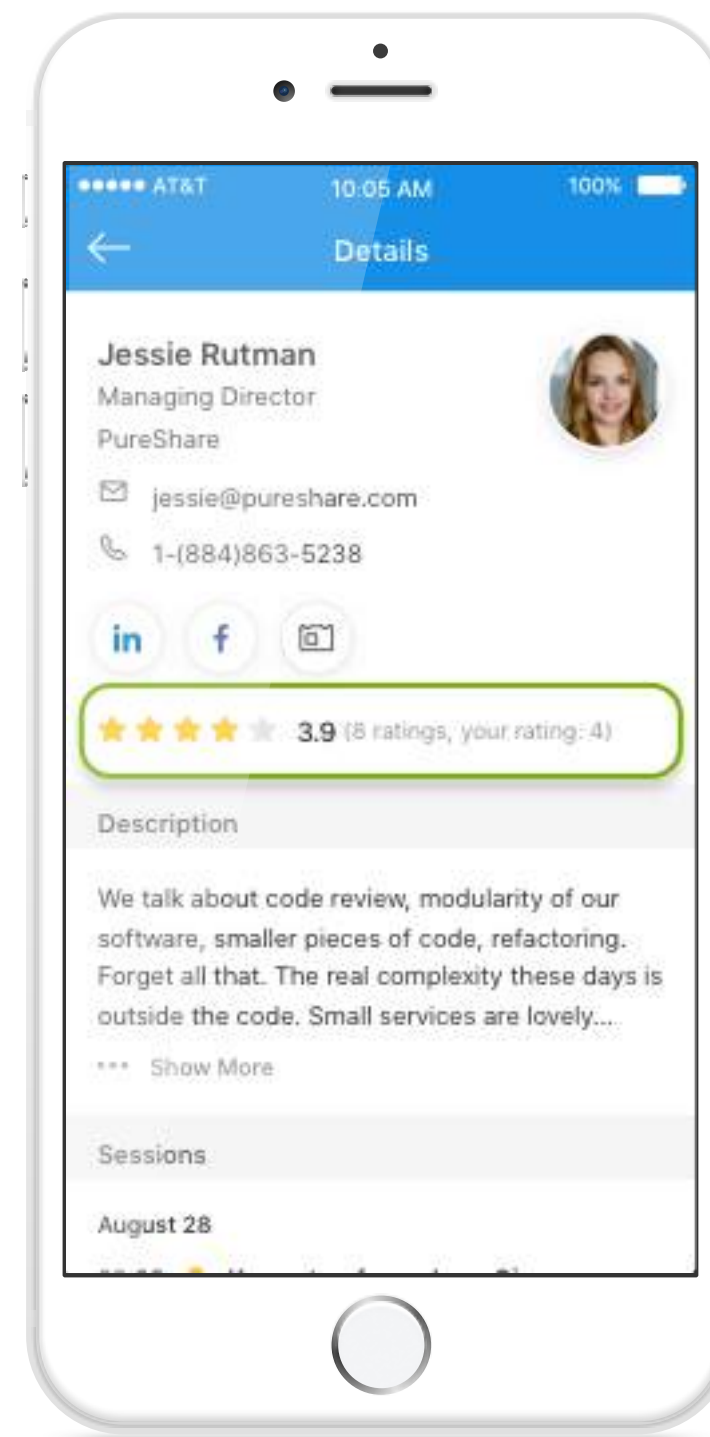 AT&T 10:05 AM 100%
Details
Jessie Rutman
Managing Director
PureShare
jessie@pureshare.com
1-(884)863-5238
in f
3.9 (8 ratings, your rating: 4)
Description
We talk about code review, modularity of our
software, smaller pieces of code, refactoring.
Forget all that. The real complexity these days is
outside the code. Small services are lovely...
Show More
Sessions
August 28